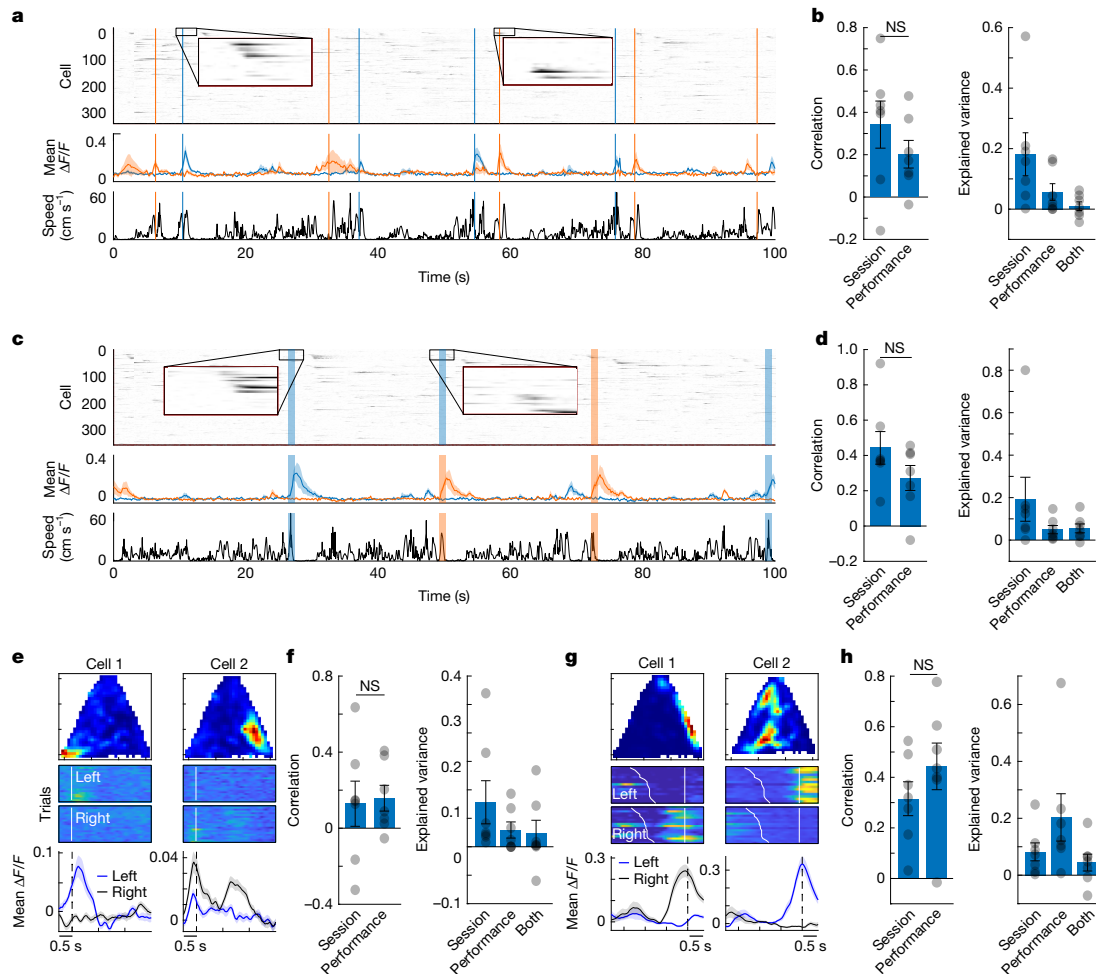 a
0
100
200
300
Cell
0.4
0
Mean ΔF/F
60
0
Speed (cm s⁻¹)
0 20 40 60 80 100
Time (s)
b
NS
0.8
0.6
0.4
0.2
0
−0.2
Correlation
Session
Performance
0.6
0.4
0.2
0
Explained variance
Session
Performance
Both
c
0
100
200
300
Cell
0.4
0
Mean ΔF/F
60
0
Speed (cm s⁻¹)
0 20 40 60 80 100
Time (s)
d
NS
1.0
0.8
0.6
0.4
0.2
0
−0.2
Correlation
Session
Performance
0.8
0.6
0.4
0.2
0
Explained variance
Session
Performance
Both
e
Cell 1 Cell 2
Trials
Left
Right
0.1
0
Mean ΔF/F
0.04
0
Left
Right
0.5 s 0.5 s
f
NS
0.8
0.4
0
−0.4
Correlation
Session
Performance
0.4
0.3
0.2
0.1
0
−0.1
Explained variance
Session
Performance
Both
g
Cell 1 Cell 2
Left
Right
0.3
0
Mean ΔF/F
0.3
0
Left
Right
0.5 s 0.5 s
h
NS
0.8
0.6
0.4
0.2
0
Correlation
Session
Performance
0.8
0.6
0.4
0.2
0
Explained variance
Session
Performance
Both